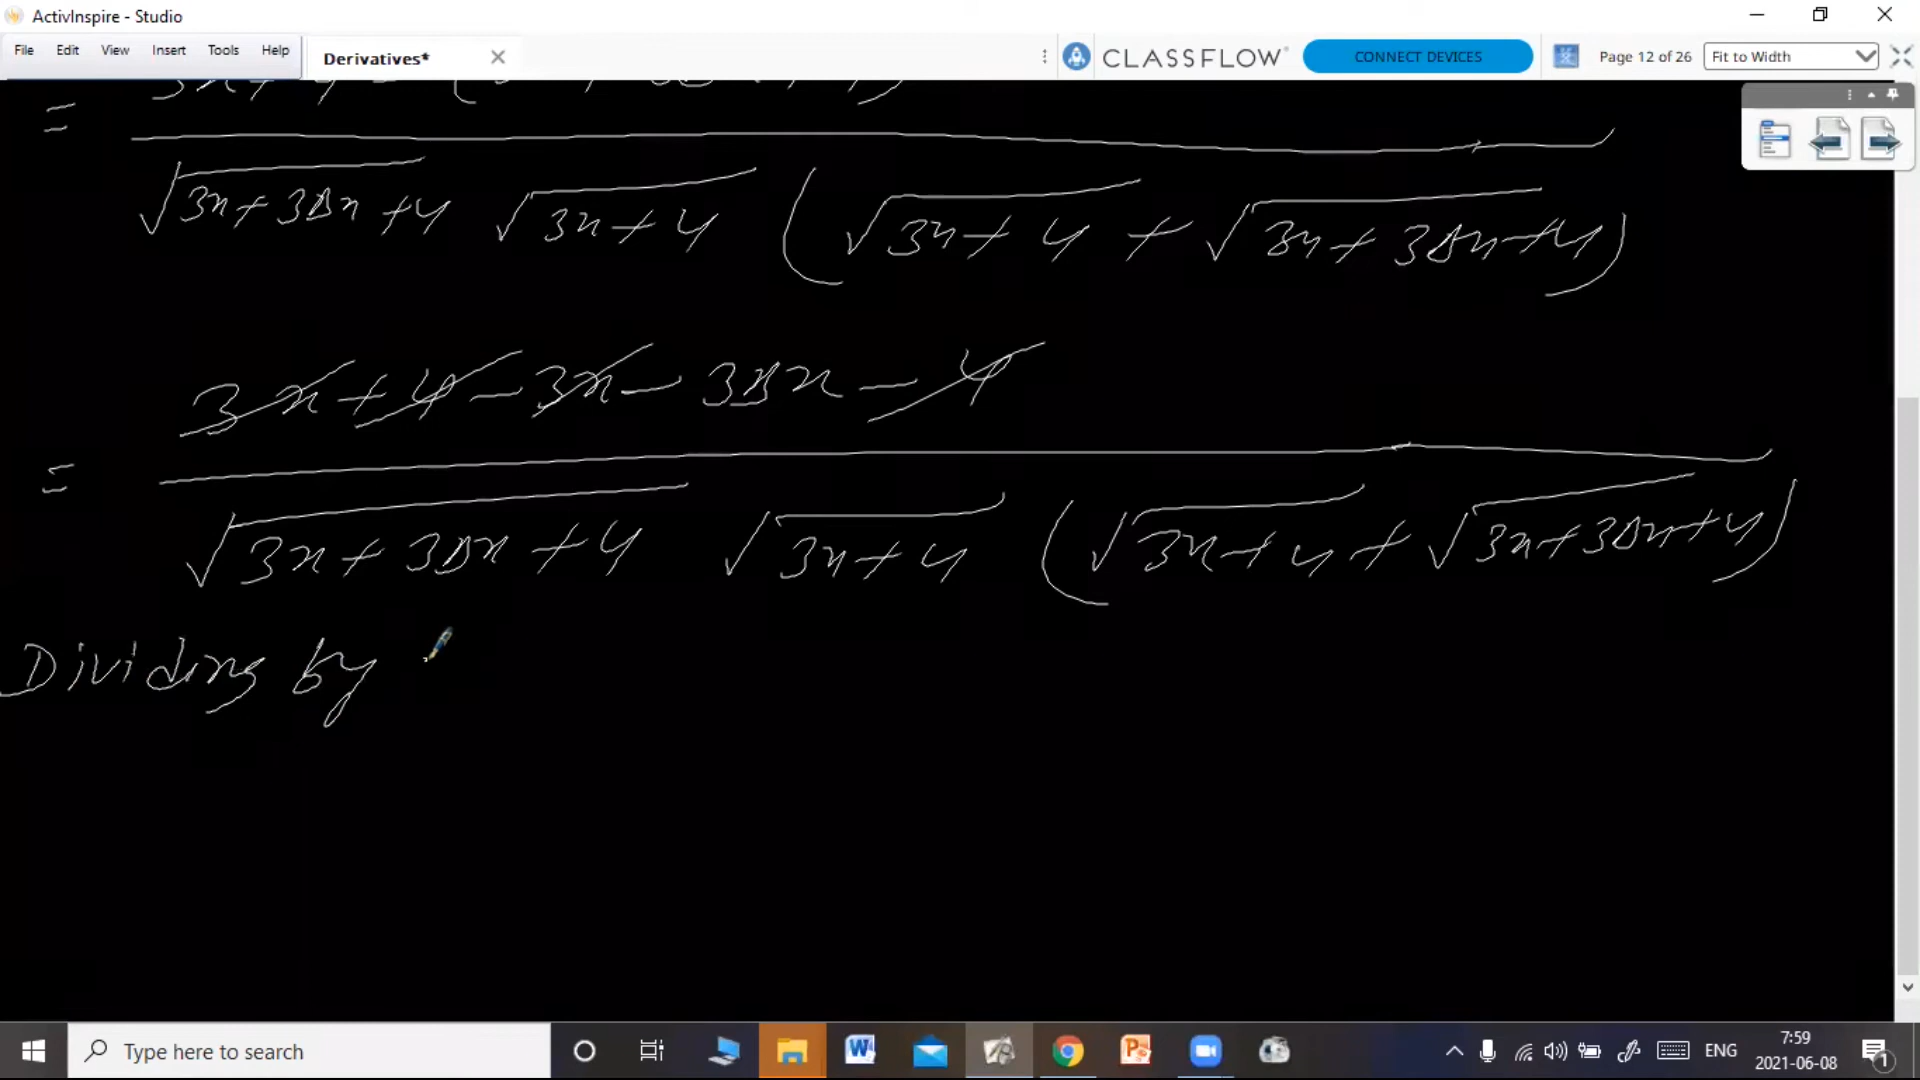 ActivInspire - Studio
File Edit View Insert Tools Help
Derivatives*
CLASSFLOW
CONNECT DEVICES
Page 12 of 26
Fit to Width
=
√3x+3Δx+4 √3x+4 (√3x+4 + √3x+3Δx+4)
3x+4-3x-3Δx-4
=
√3x+3Δx+4 √3x+4 (√3x+4+√3x+3Δx+4)
Dividing by
Type here to search
ENG
7:59
2021-06-08
1